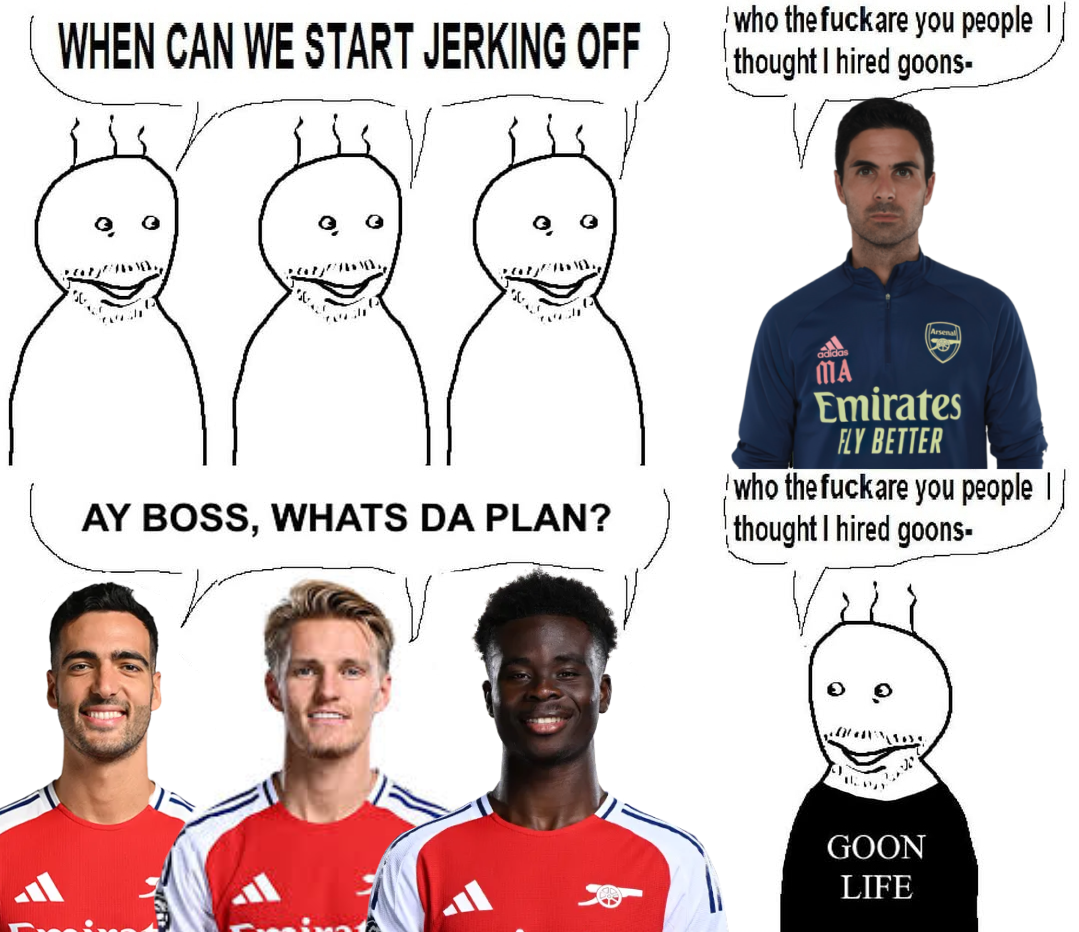 WHEN CAN WE START JERKING OFF
who the fuck are you people I
thought I hired goons-
Arsenal
adidas
MA
Emirates
FLY BETTER
AY BOSS, WHATS DA PLAN?
who the fuck are you people I
thought I hired goons-
GOON
LIFE